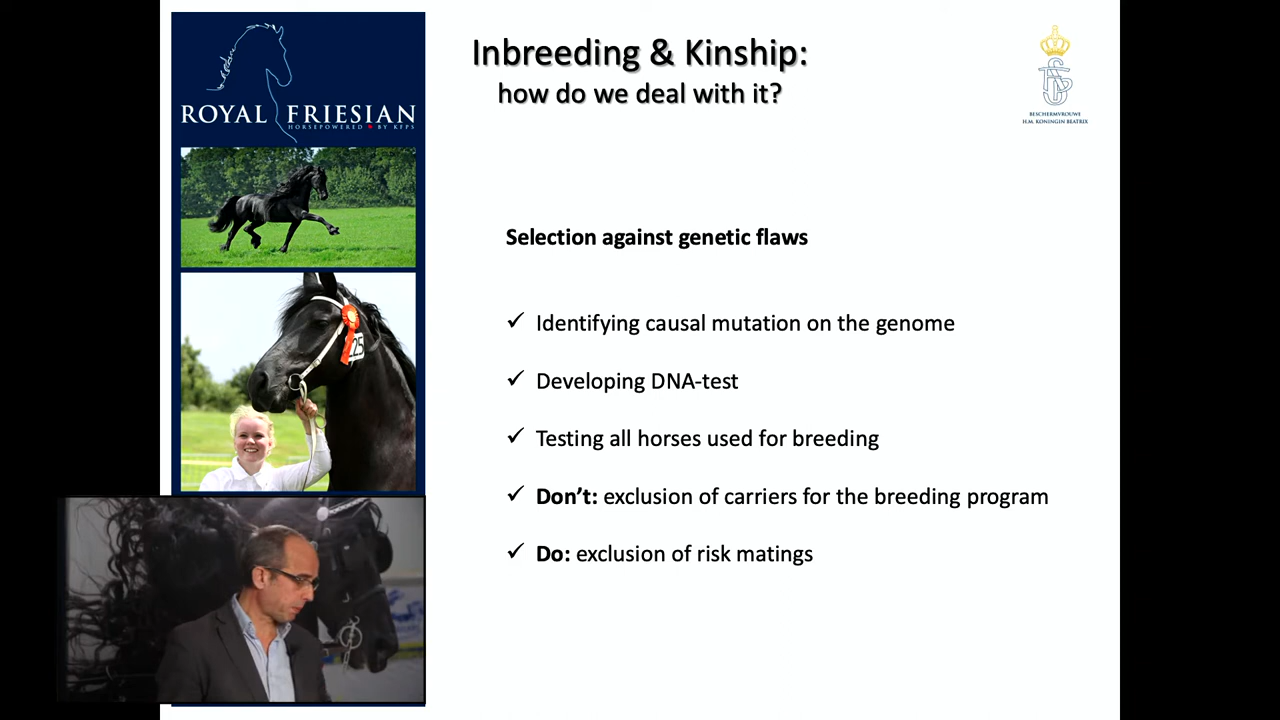 Inbreeding & Kinship:
how do we deal with it?
ROYAL FRIESIAN
HORSEPOWERED BY KFPS
BESCHERMVROUWE
H.M. KONINGIN BEATRIX
25
Selection against genetic flaws
✓ Identifying causal mutation on the genome
✓ Developing DNA-test
✓ Testing all horses used for breeding
✓ Don't: exclusion of carriers for the breeding program
✓ Do: exclusion of risk matings